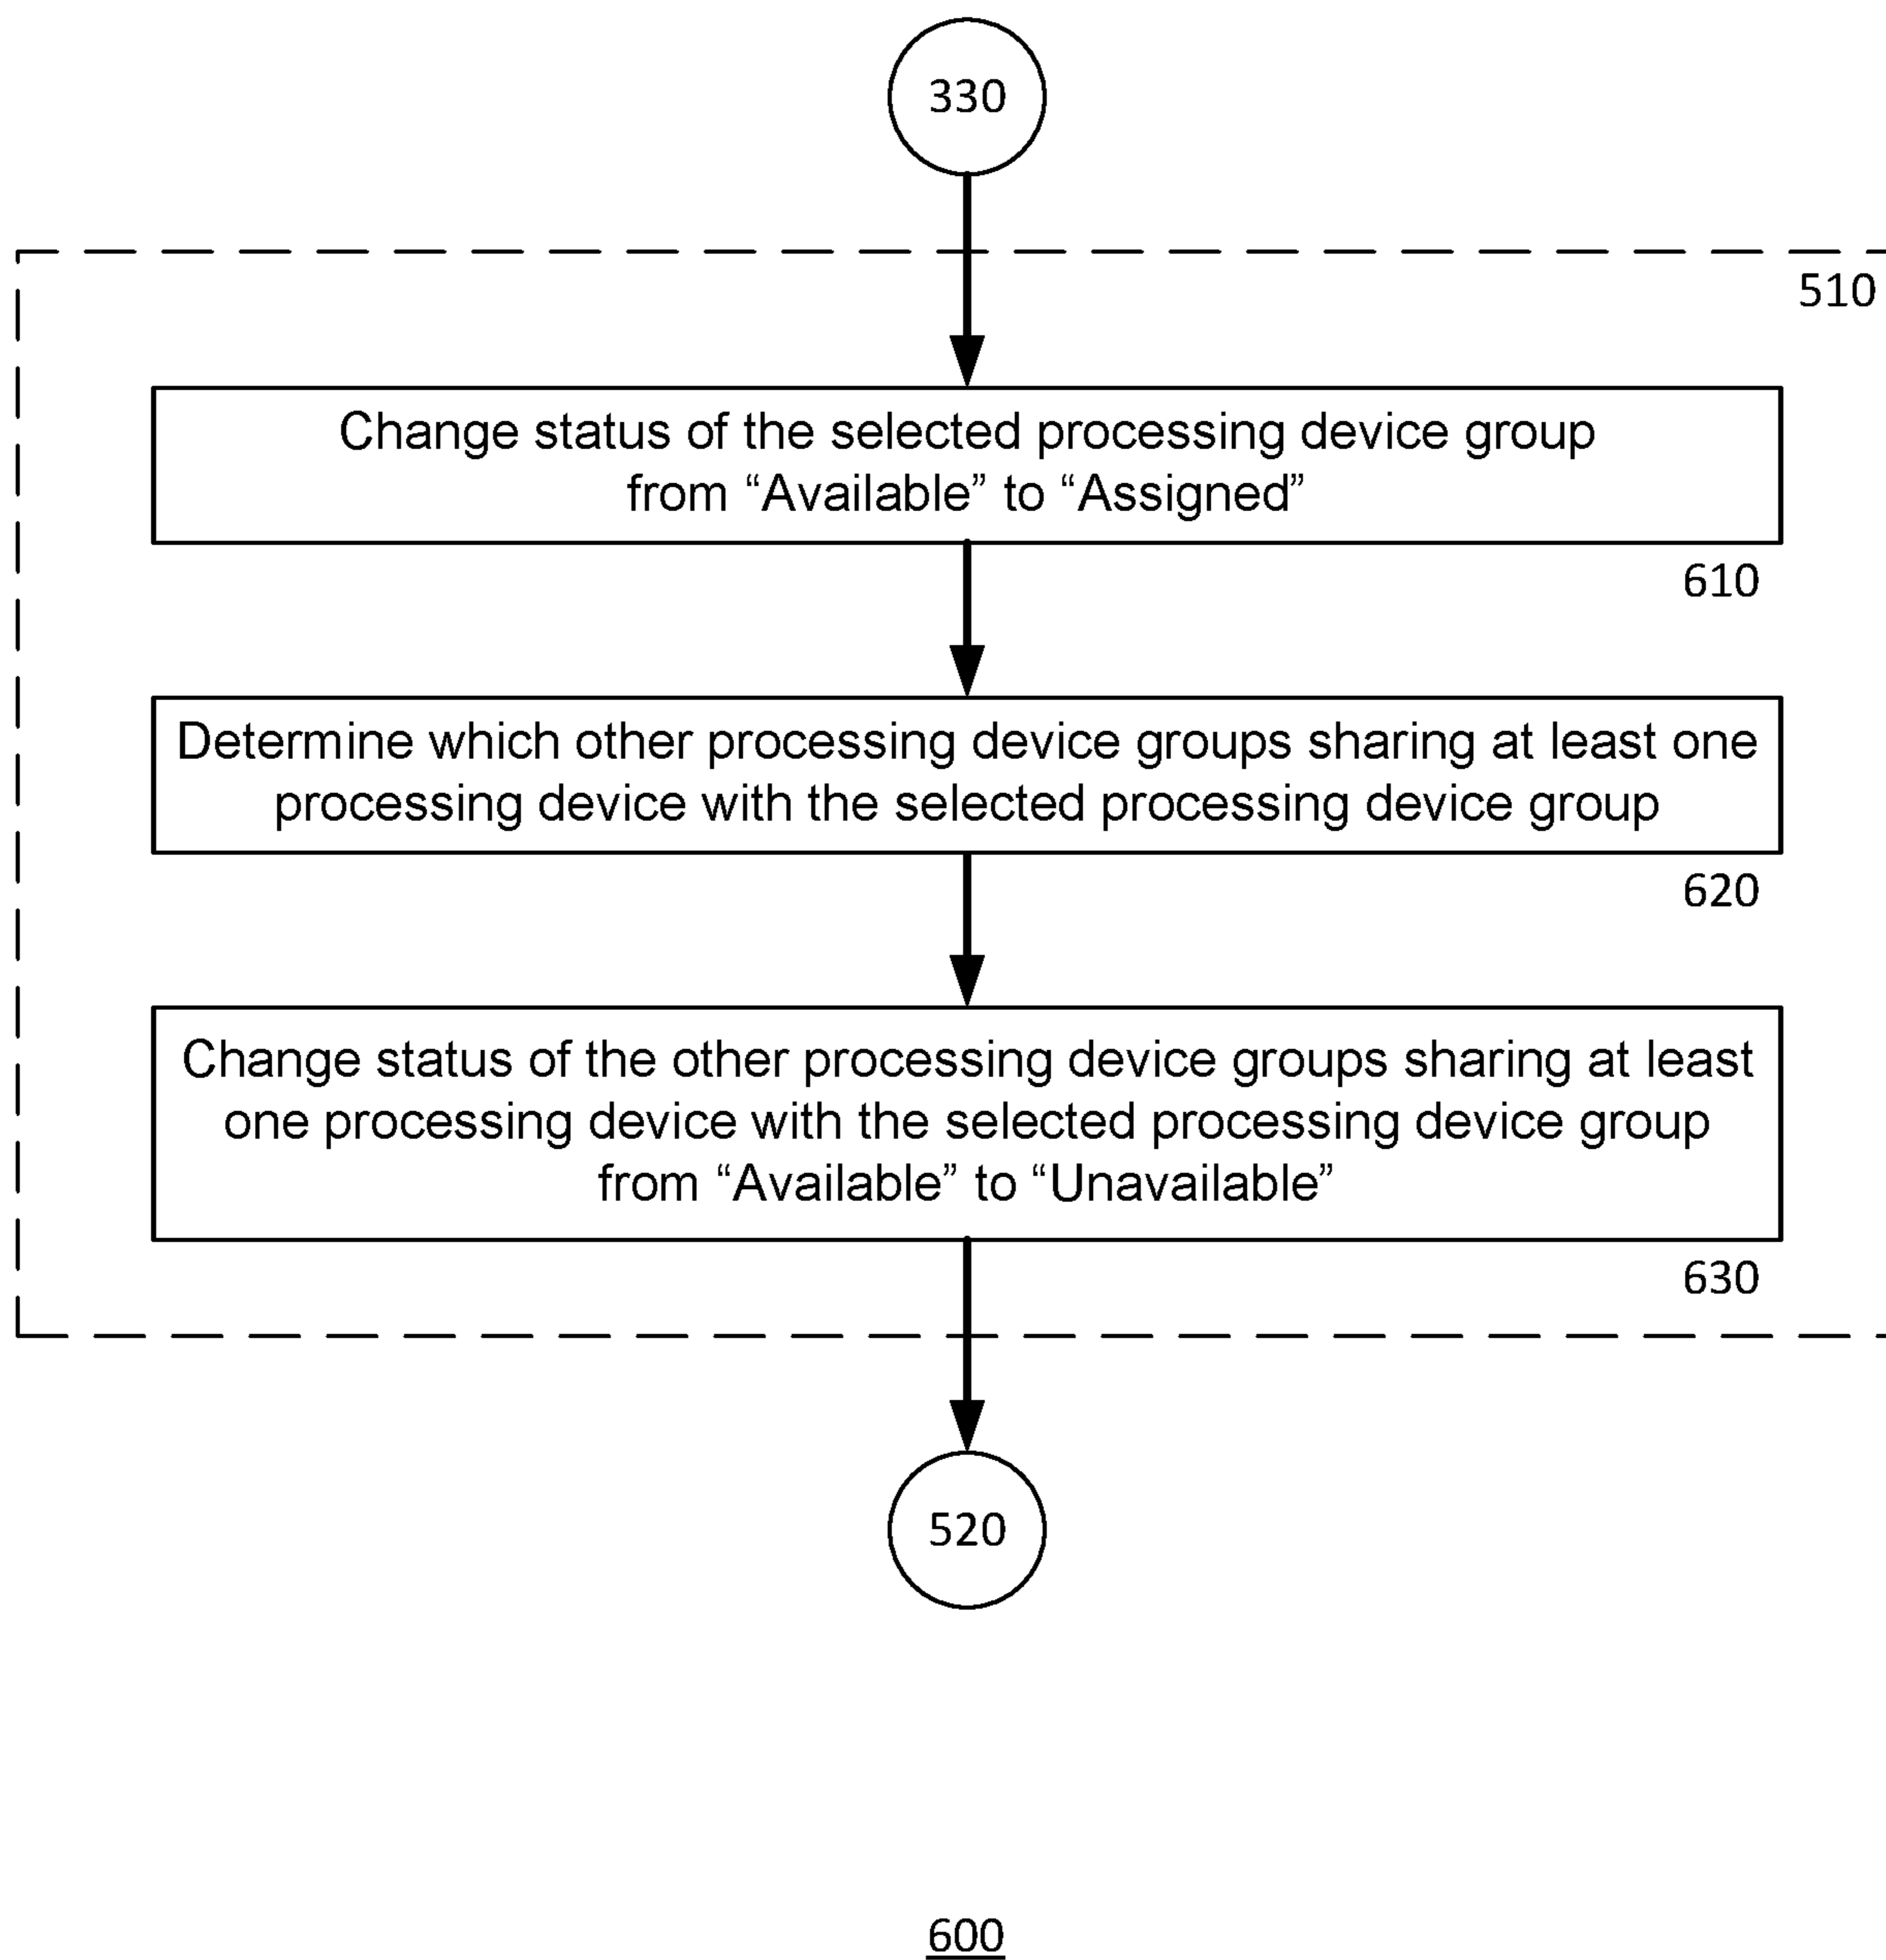 330
510
Change status of the selected processing device group
from “Available” to “Assigned”
610
Determine which other processing device groups sharing at least one
processing device with the selected processing device group
620
Change status of the other processing device groups sharing at least
one processing device with the selected processing device group
from “Available” to “Unavailable”
630
520
600